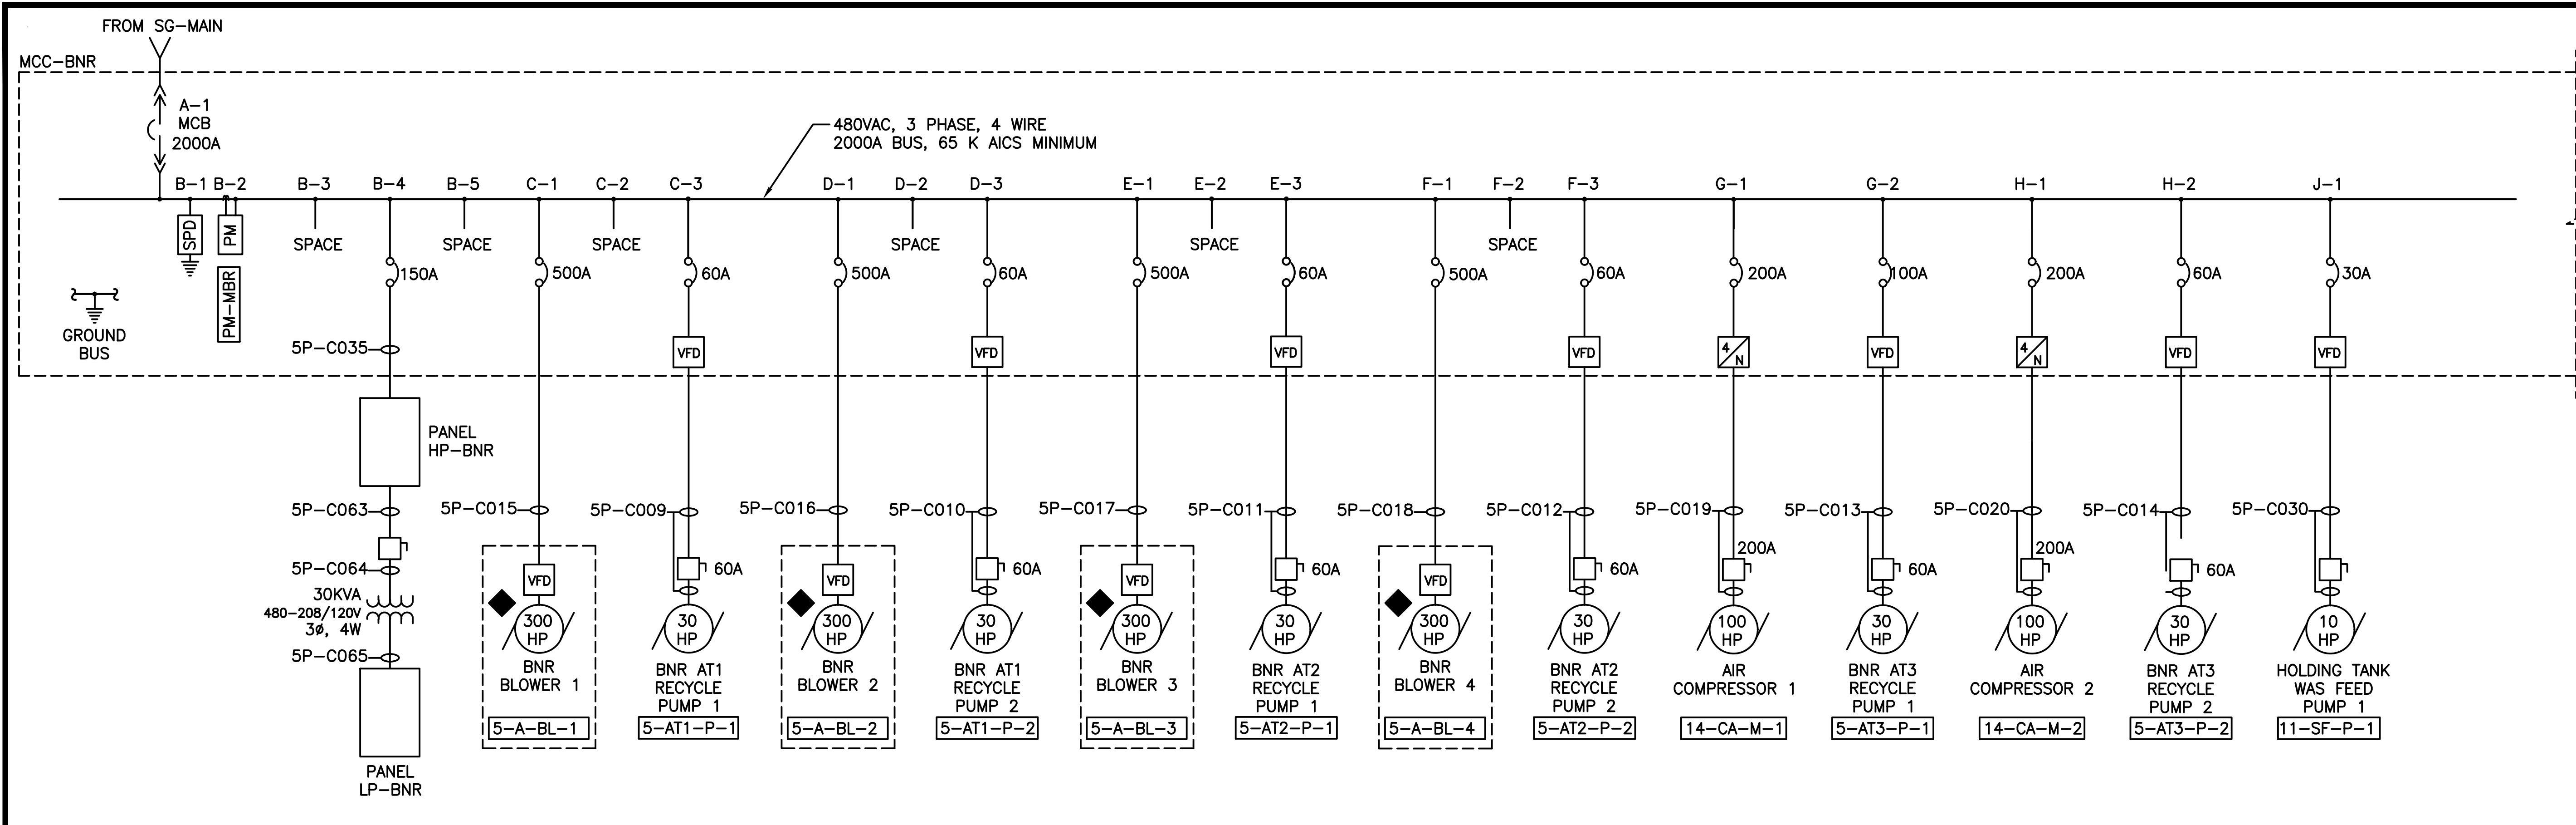 FROM SG-MAIN
MCC-BNR
A-1
MCB
2000A
480VAC, 3 PHASE, 4 WIRE
2000A BUS, 65 K AICS MINIMUM
B-1 B-2 B-3 B-4 B-5 C-1 C-2 C-3 D-1 D-2 D-3 E-1 E-2 E-3 F-1 F-2 F-3 G-1 G-2 H-1 H-2 J-1
SPD PM SPACE SPACE SPACE SPACE SPACE SPACE
150A 500A 60A 500A 60A 500A 60A 500A 60A 200A 100A 200A 60A 30A
PM-MBR
GROUND
BUS
5P-C035 VFD VFD VFD VFD 4/N VFD 4/N VFD VFD
PANEL
HP-BNR
5P-C063 5P-C015 5P-C009 5P-C016 5P-C010 5P-C017 5P-C011 5P-C018 5P-C012 5P-C019 5P-C013 5P-C020 5P-C014 5P-C030
200A 200A
5P-C064 60A 60A 60A 60A 60A 60A
VFD VFD VFD VFD
30KVA
480-208/120V
3ø, 4W
5P-C065
300 30 300 30 300 30 300 30 100 30 100 30 10
HP HP HP HP HP HP HP HP HP HP HP HP HP
BNR
BLOWER 1
5-A-BL-1
BNR AT1
RECYCLE
PUMP 1
5-AT1-P-1
BNR
BLOWER 2
5-A-BL-2
BNR AT1
RECYCLE
PUMP 2
5-AT1-P-2
BNR
BLOWER 3
5-A-BL-3
BNR AT2
RECYCLE
PUMP 1
5-AT2-P-1
BNR
BLOWER 4
5-A-BL-4
BNR AT2
RECYCLE
PUMP 2
5-AT2-P-2
AIR
COMPRESSOR 1
14-CA-M-1
BNR AT3
RECYCLE
PUMP 1
5-AT3-P-1
AIR
COMPRESSOR 2
14-CA-M-2
BNR AT3
RECYCLE
PUMP 2
5-AT3-P-2
HOLDING TANK
WAS FEED
PUMP 1
11-SF-P-1
PANEL
LP-BNR